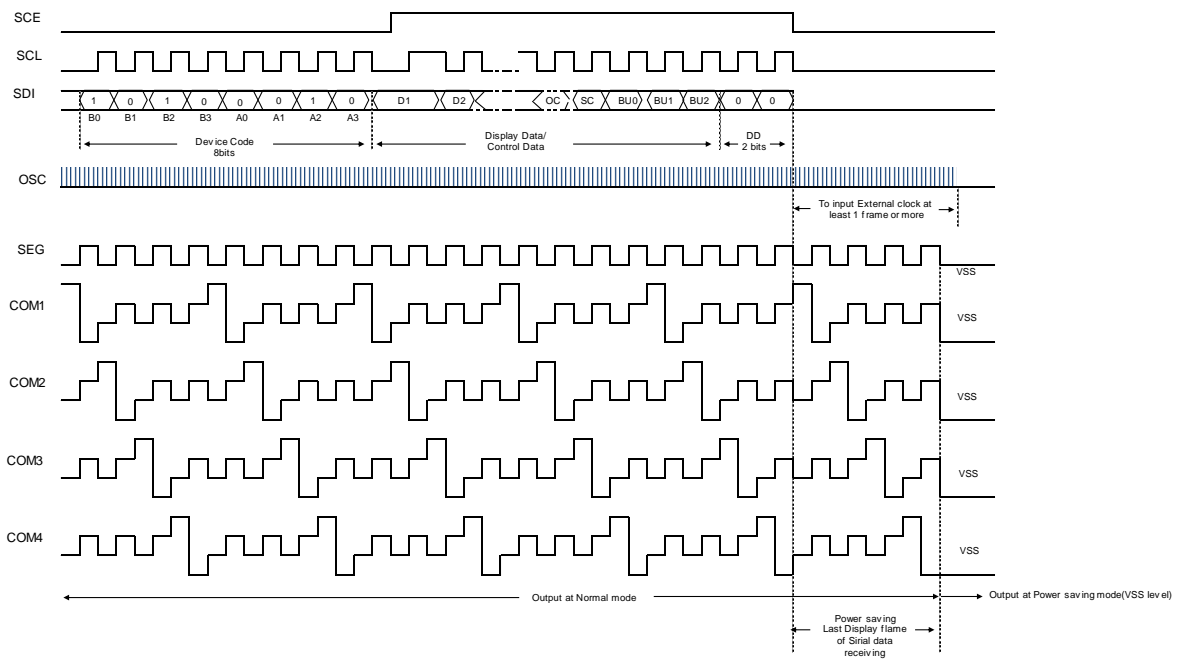 SCE
SCL
SDI
1 0 1 0 0 0 1 0 D1 D2 OC SC BU0 BU1 BU2 0 0
B0 B1 B2 B3 A0 A1 A2 A3
Device Code
8bits
Display Data/
Control Data
DD
2 bits
OSC
To input External clock at
least 1 frame or more
SEG
VSS
COM1
VSS
COM2
VSS
COM3
VSS
COM4
VSS
Output at Normal mode
Output at Power saving mode(VSS level)
Power saving
Last Display flame
of Sirial data
receiving